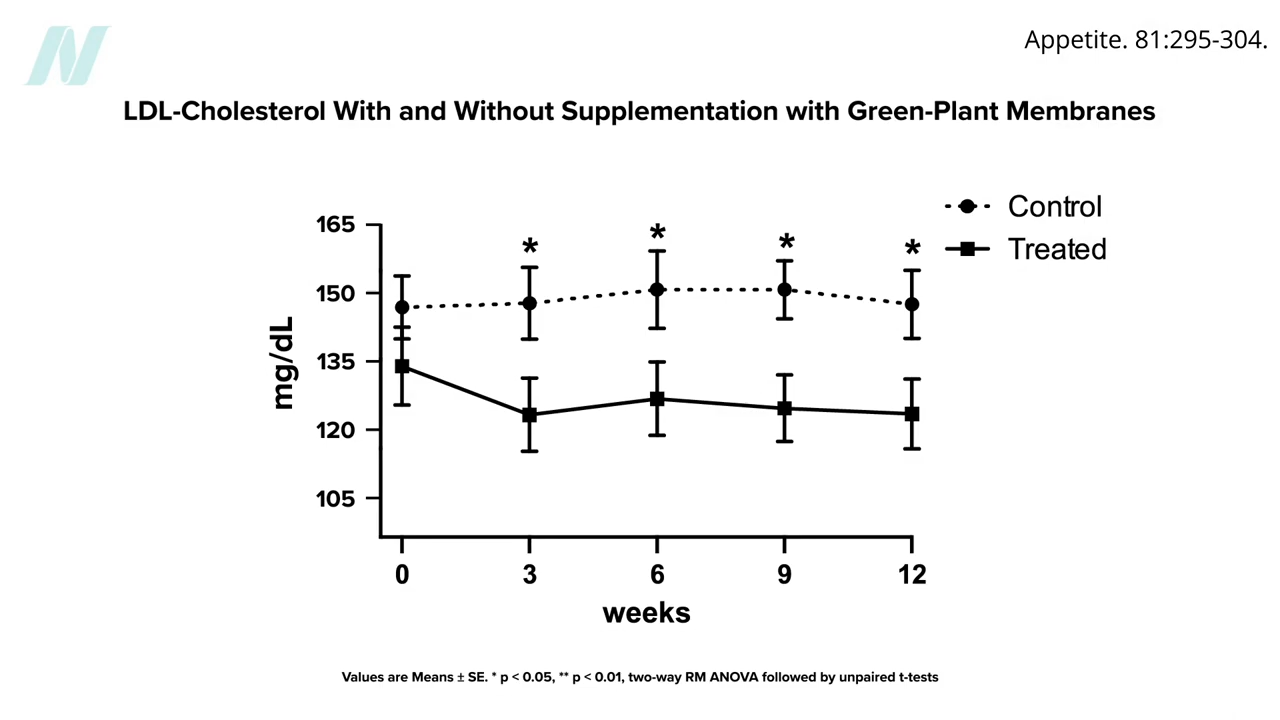 Appetite. 81:295-304.
LDL-Cholesterol With and Without Supplementation with Green-Plant Membranes
Control
Treated
165
150
135
120
105
mg/dL
* * * *
0 3 6 9 12
weeks
Values are Means ± SE. * p < 0.05, ** p < 0.01, two-way RM ANOVA followed by unpaired t-tests